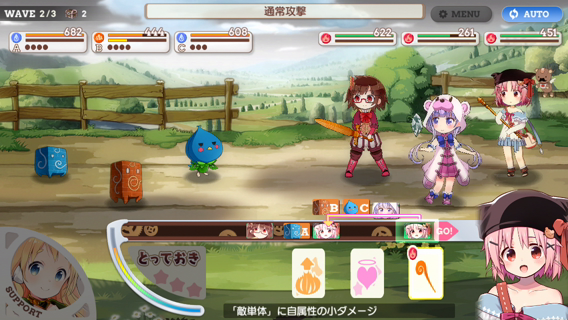 WAVE 2/3
2
通常攻撃
MENU
AUTO
682
A
444
B
608
C
622
261
451
B
C
A
GO!
とっておき
SUPPORT
「敵単体」に自属性の小ダメージ